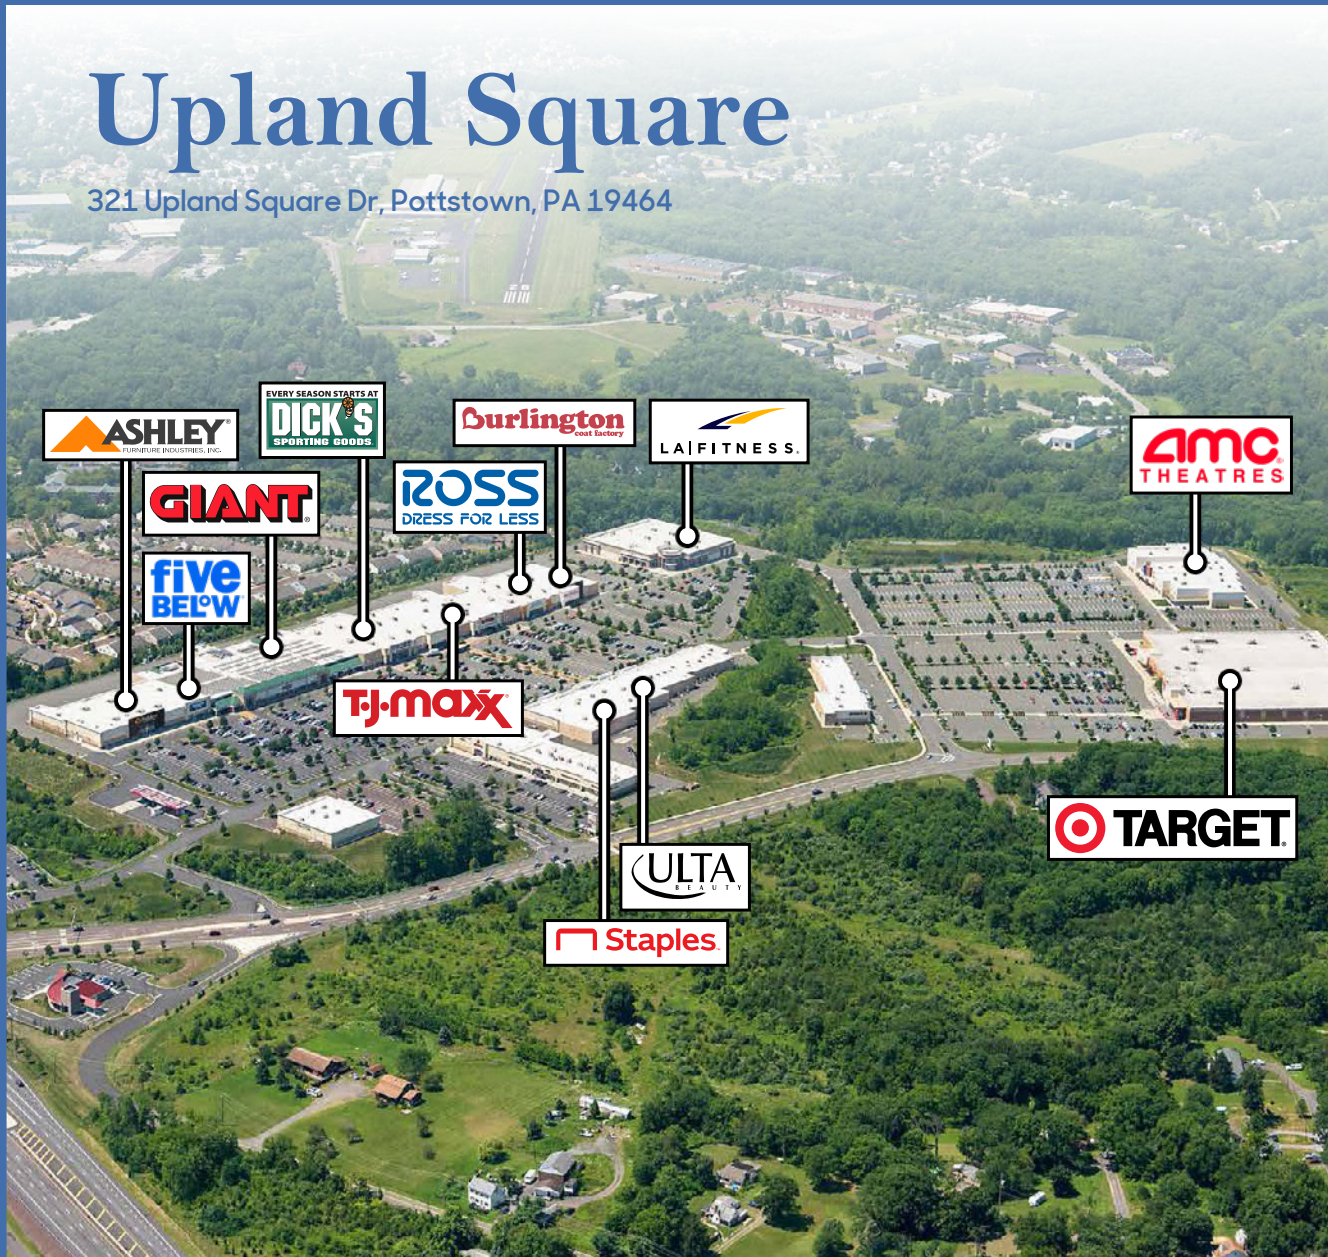 Upland Square
321 Upland Square Dr, Pottstown, PA 19464
EVERY SEASON STARTS AT
DICK'S
SPORTING GOODS
ASHLEY®
FURNITURE INDUSTRIES, INC.
Burlington
coat factory
LA|FITNESS.
amc
THEATRES
GIANT
ROSS
DRESS FOR LESS
five
BELOW
T·J·maxx
TARGET
ULTA
BEAUTY
Staples